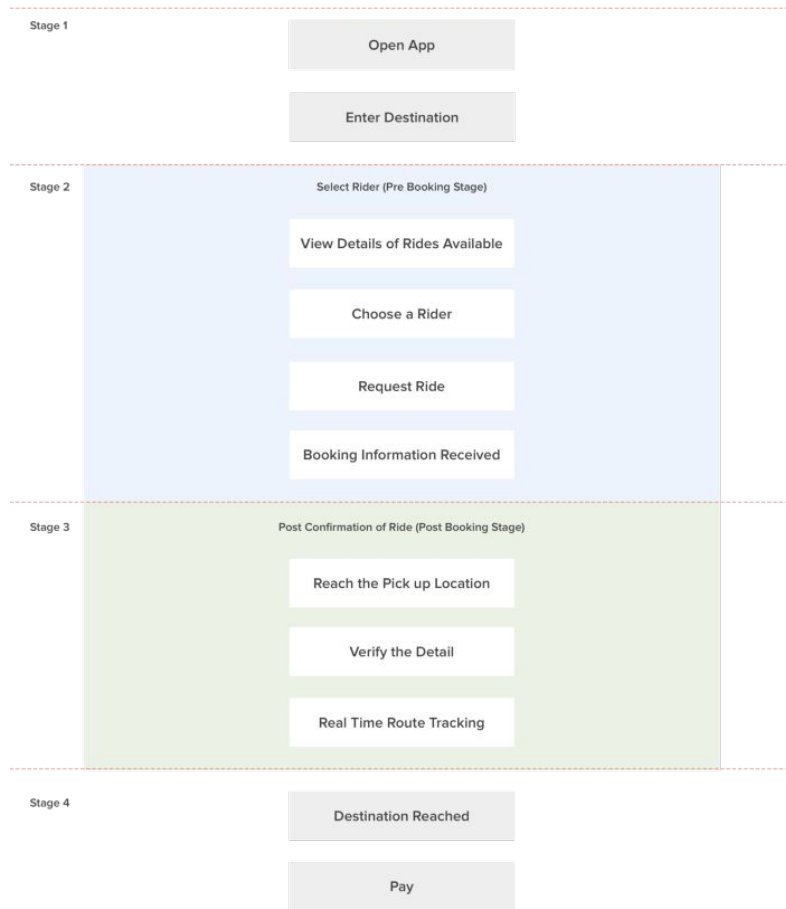 Stage 1
Open App
Enter Destination
Stage 2
Select Rider (Pre Booking Stage)
View Details of Rides Available
Choose a Rider
Request Ride
Booking Information Received
Stage 3
Post Confirmation of Ride (Post Booking Stage)
Reach the Pick up Location
Verify the Detail
Real Time Route Tracking
Stage 4
Destination Reached
Pay